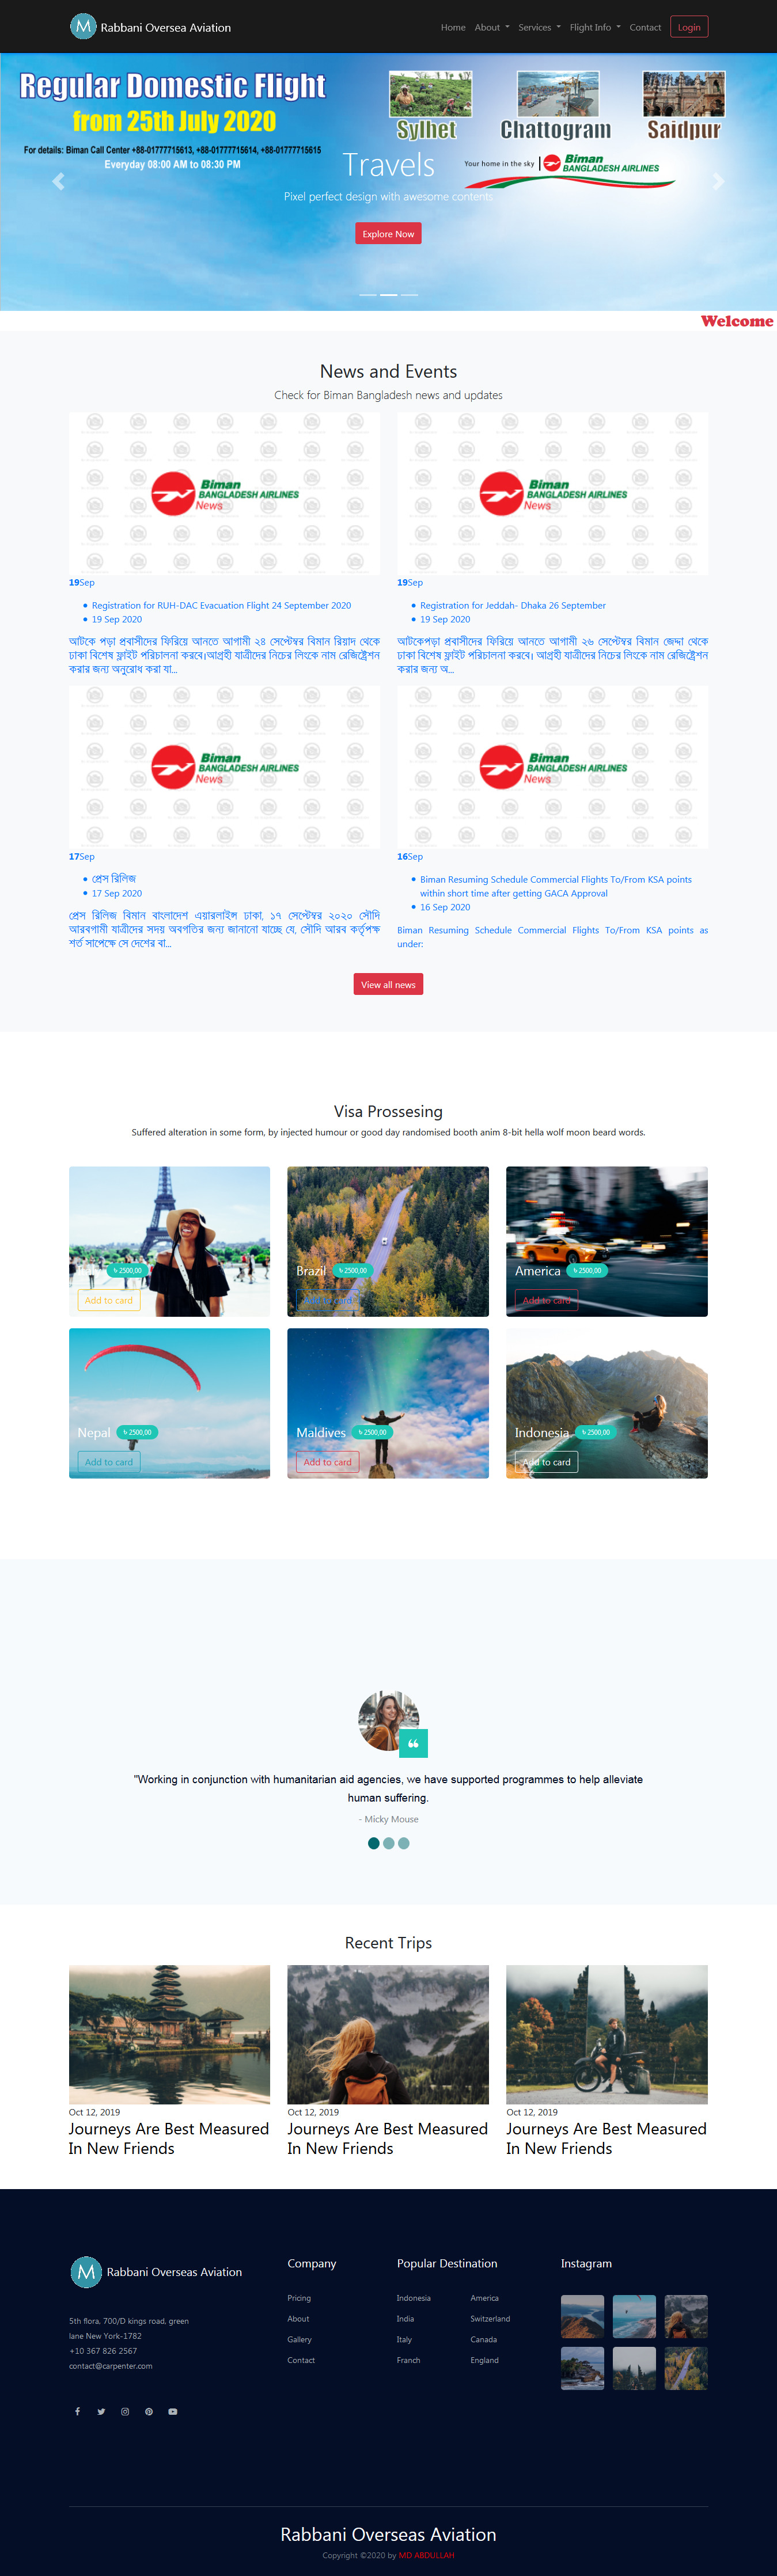 M Rabbani Oversea Aviation
Home About Services Flight Info Contact Login
Regular Domestic Flight
from 25th July 2020
For details: Biman Call Center +88-01777715613, +88-01777715614, +88-01777715615
Everyday 08:00 AM to 08:30 PM
Sylhet Chattogram Saidpur
Your home in the sky Biman
BANGLADESH AIRLINES
Travels
Pixel perfect design with awesome contents
Explore Now
Welcome
News and Events
Check for Biman Bangladesh news and updates
Biman
BANGLADESH AIRLINES
News
19Sep
Registration for RUH-DAC Evacuation Flight 24 September 2020
19 Sep 2020
আটকে পড়া প্রবাসীদের ফিরিয়ে আনতে আগামী ২৪ সেপ্টেম্বর বিমান রিয়াদ থেকে
ঢাকা বিশেষ ফ্লাইট পরিচালনা করবে।আগ্রহী যাত্রীদের নিচের লিংকে নাম রেজিষ্ট্রেশন
করার জন্য অনুরোধ করা যা...
Biman
BANGLADESH AIRLINES
News
19Sep
Registration for Jeddah- Dhaka 26 September
19 Sep 2020
আটকেপড়া প্রবাসীদের ফিরিয়ে আনতে আগামী ২৬ সেপ্টেম্বর বিমান জেদ্দা থেকে
ঢাকা বিশেষ ফ্লাইট পরিচালনা করবে। আগ্রহী যাত্রীদের নিচের লিংকে নাম রেজিষ্ট্রেশন
করার জন্য অ...
Biman
BANGLADESH AIRLINES
News
17Sep
প্রেস রিলিজ
17 Sep 2020
প্রেস রিলিজ বিমান বাংলাদেশ এয়ারলাইন্স ঢাকা, ১৭ সেপ্টেম্বর ২০২০ সৌদি
আরবগামী যাত্রীদের সদয় অবগতির জন্য জানানো যাচ্ছে যে, সৌদি আরব কর্তৃপক্ষ
শর্ত সাপেক্ষে সে দেশের বা...
Biman
BANGLADESH AIRLINES
News
16Sep
Biman Resuming Schedule Commercial Flights To/From KSA points
within short time after getting GACA Approval
16 Sep 2020
Biman Resuming Schedule Commercial Flights To/From KSA points as
under:
View all news
Visa Prossesing
Suffered alteration in some form, by injected humour or good day randomised booth anim 8-bit hella wolf moon beard words.
৳ 2500,00
Add to card
Brazil ৳ 2500,00
Add to card
America ৳ 2500,00
Add to card
Nepal ৳ 2500,00
Add to card
Maldives ৳ 2500,00
Add to card
Indonesia ৳ 2500,00
Add to card
"Working in conjunction with humanitarian aid agencies, we have supported programmes to help alleviate
human suffering.
- Micky Mouse
Recent Trips
Oct 12, 2019
Journeys Are Best Measured
In New Friends
Oct 12, 2019
Journeys Are Best Measured
In New Friends
Oct 12, 2019
Journeys Are Best Measured
In New Friends
M Rabbani Overseas Aviation
5th flora, 700/D kings road, green
lane New York-1782
+10 367 826 2567
contact@carpenter.com
Company
Pricing
About
Gallery
Contact
Popular Destination
Indonesia America
India Switzerland
Italy Canada
Franch England
Instagram
Rabbani Overseas Aviation
Copyright ©2020 by MD ABDULLAH